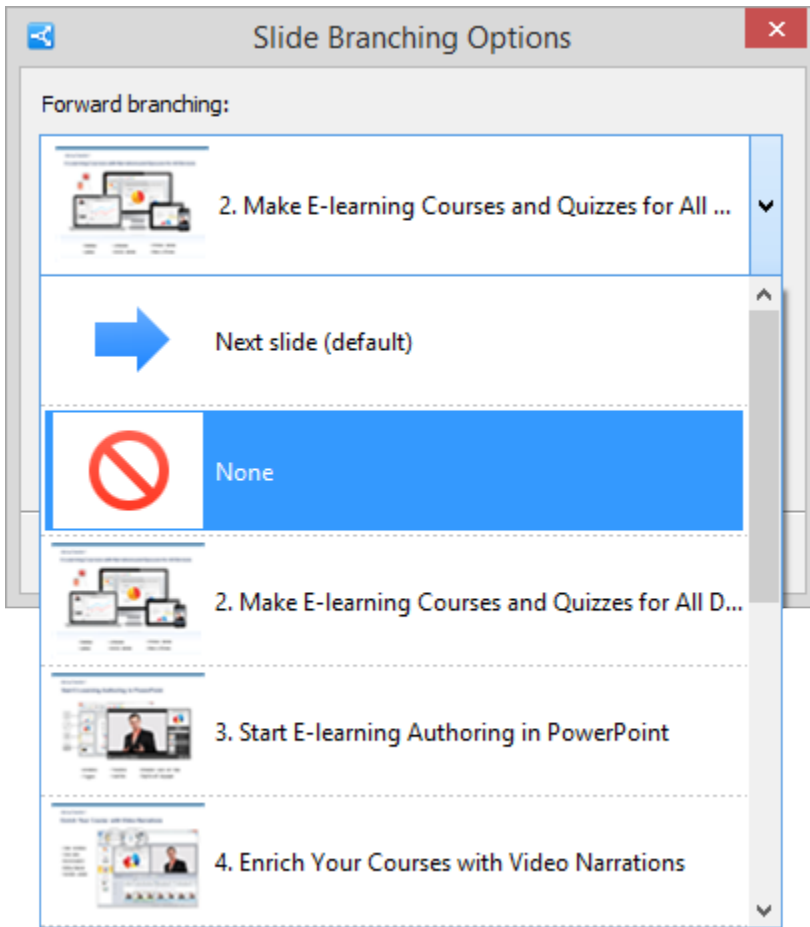 Slide Branching Options
Forward branching:
2. Make E-learning Courses and Quizzes for All ...
Next slide (default)
None
2. Make E-learning Courses and Quizzes for All D...
3. Start E-learning Authoring in PowerPoint
4. Enrich Your Courses with Video Narrations